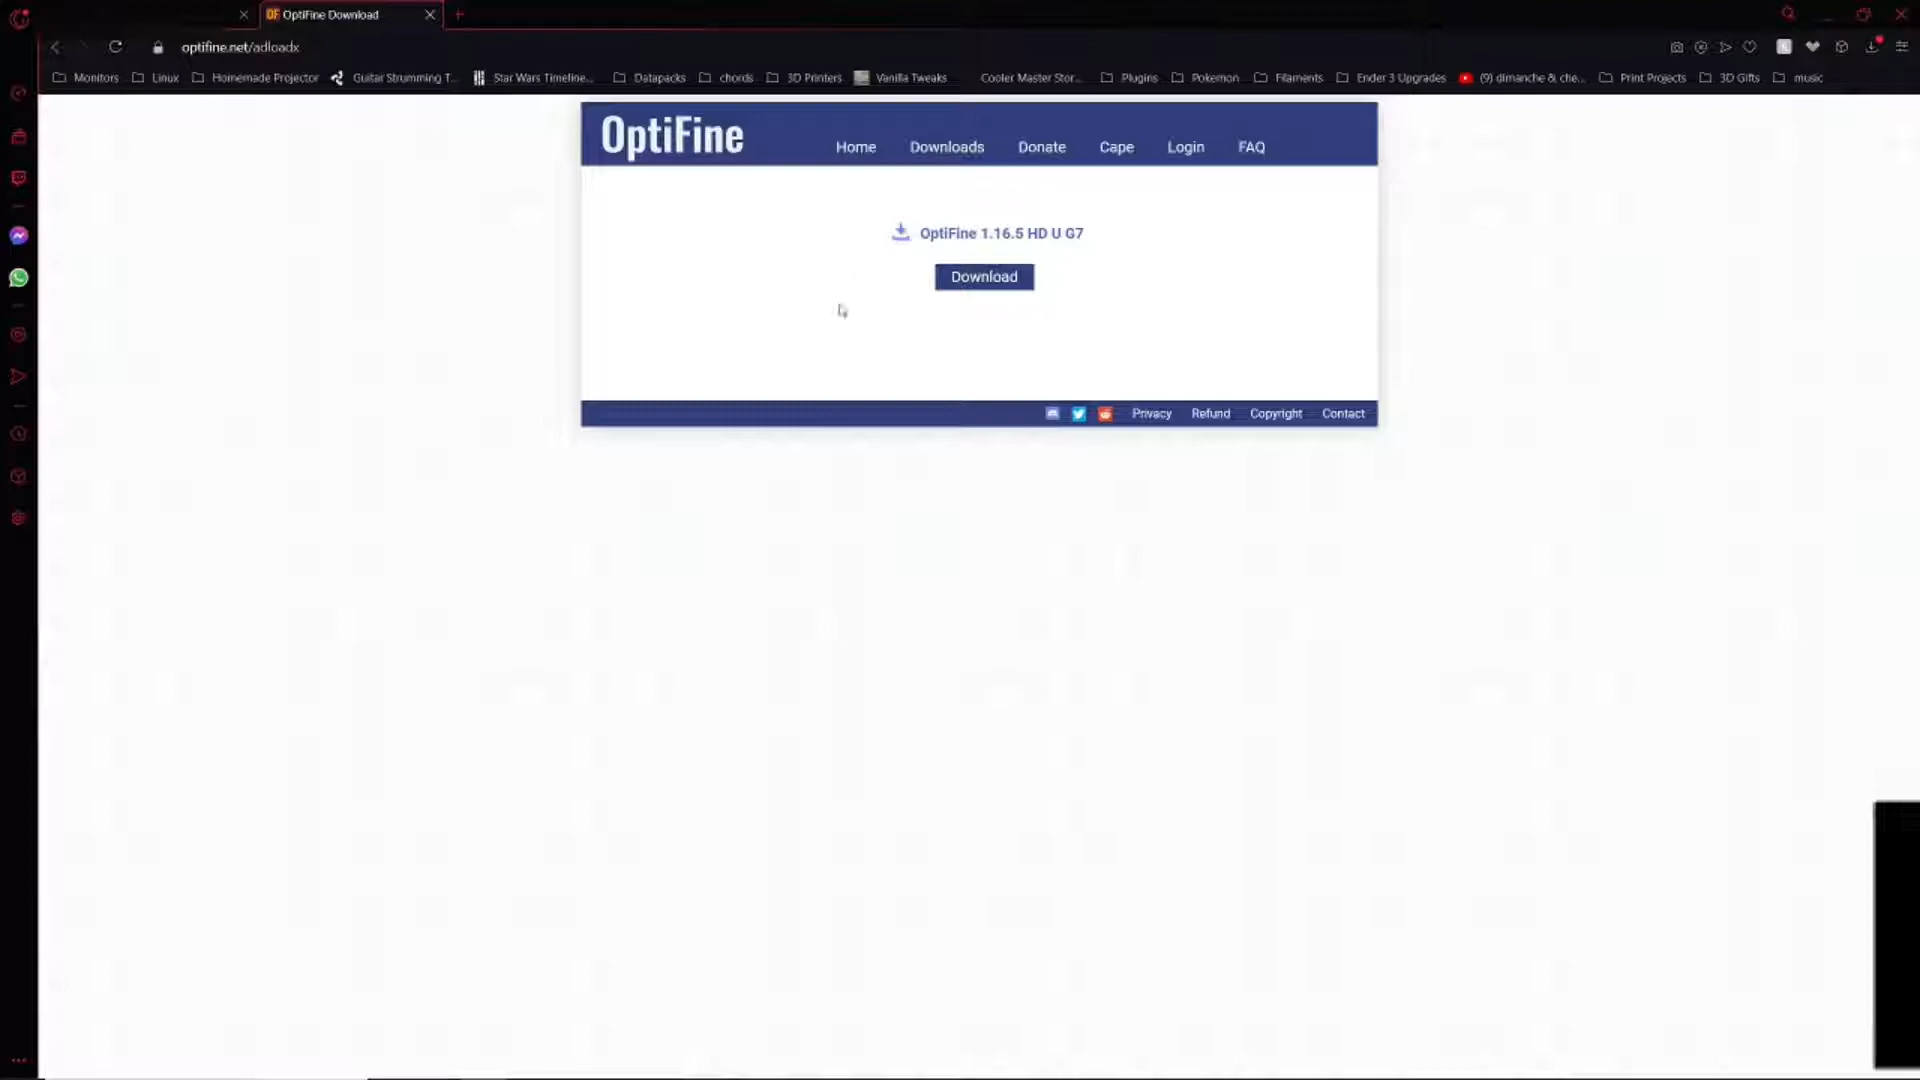 OptiFine Download
optifine.net/adloadx
Monitors Linux Homemade Projector Guitar Strumming T... Star Wars Timeline... Datapacks chords 3D Printers Vanilla Tweaks Cooler Master Stor... Plugins Pokemon Filaments Ender 3 Upgrades (9) dimanche & che... Print Projects 3D Gifts music
OptiFine Home Downloads Donate Cape Login FAQ
OptiFine 1.16.5 HD U G7
Download
Privacy Refund Copyright Contact